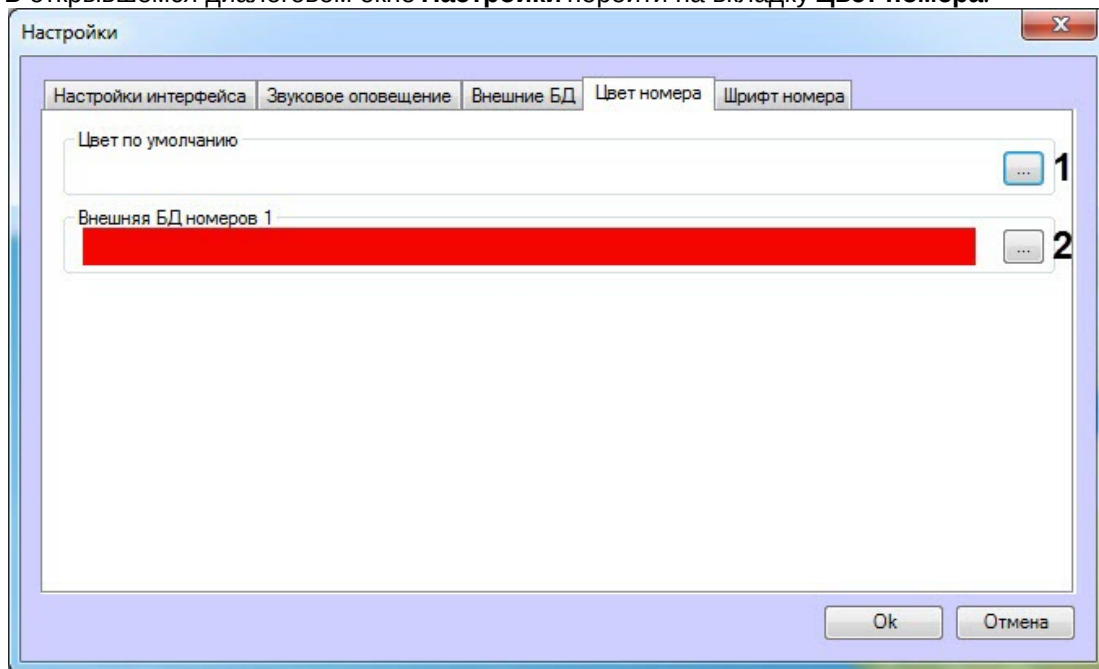 В открывшемся диалоговом окне Настройки перейти на вкладку Цвет номера.
Настройки
Настройки интерфейса Звуковое оповещение Внешние БД Цвет номера Шрифт номера
Цвет по умолчанию
... 1
Внешняя БД номеров 1
... 2
Ok Отмена